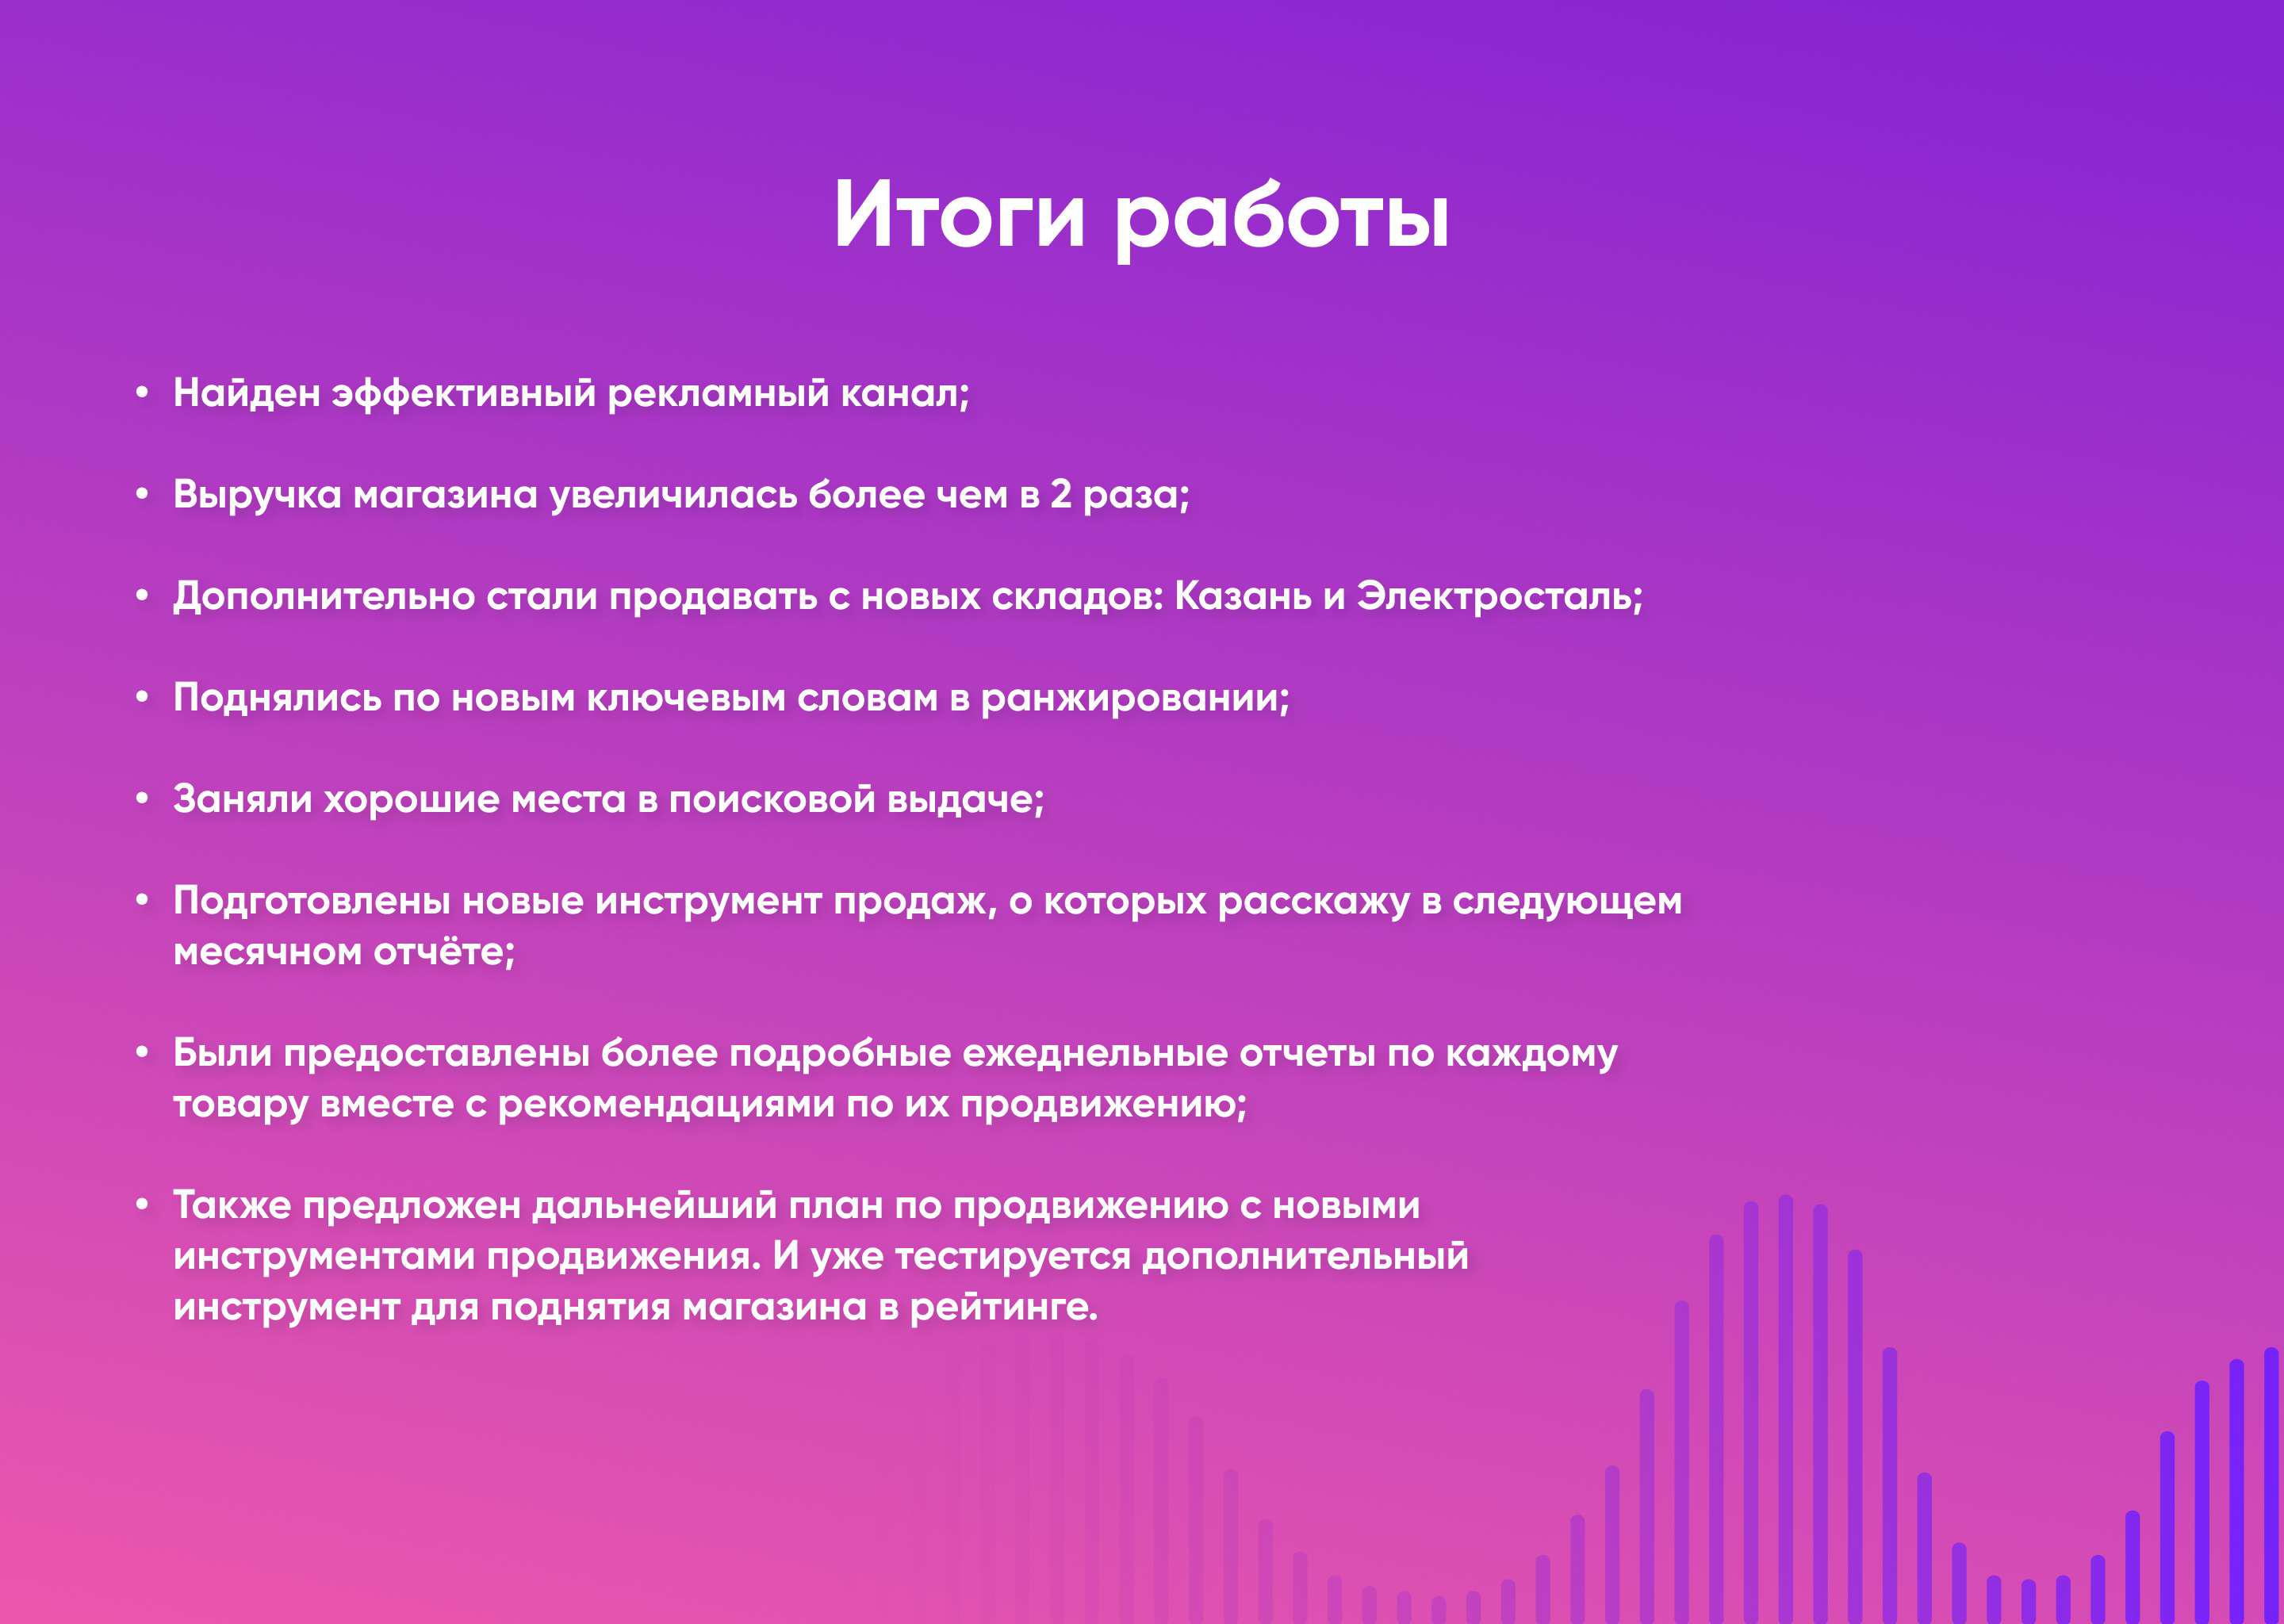 Итоги работы
• Найден эффективный рекламный канал;
• Выручка магазина увеличилась более чем в 2 раза;
• Дополнительно стали продавать с новых складов: Казань и Электросталь;
• Поднялись по новым ключевым словам в ранжировании;
• Заняли хорошие места в поисковой выдаче;
• Подготовлены новые инструмент продаж, о которых расскажу в следующем
месячном отчёте;
• Были предоставлены более подробные ежеднельные отчеты по каждому
товару вместе с рекомендациями по их продвижению;
• Также предложен дальнейший план по продвижению с новыми
инструментами продвижения. И уже тестируется дополнительный
инструмент для поднятия магазина в рейтинге.